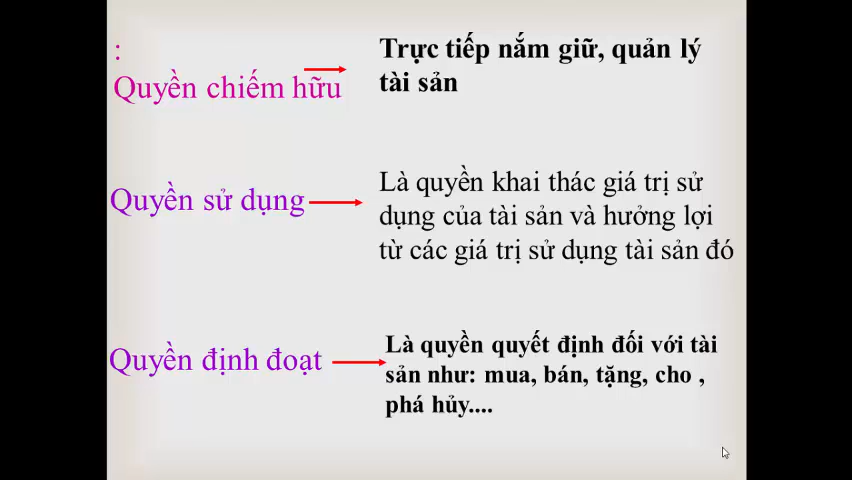 :
Quyền chiếm hữu
Trực tiếp nắm giữ, quản lý
tài sản
Quyền sử dụng
Là quyền khai thác giá trị sử
dụng của tài sản và hưởng lợi
từ các giá trị sử dụng tài sản đó
Quyền định đoạt
Là quyền quyết định đối với tài
sản như: mua, bán, tặng, cho ,
phá hủy....